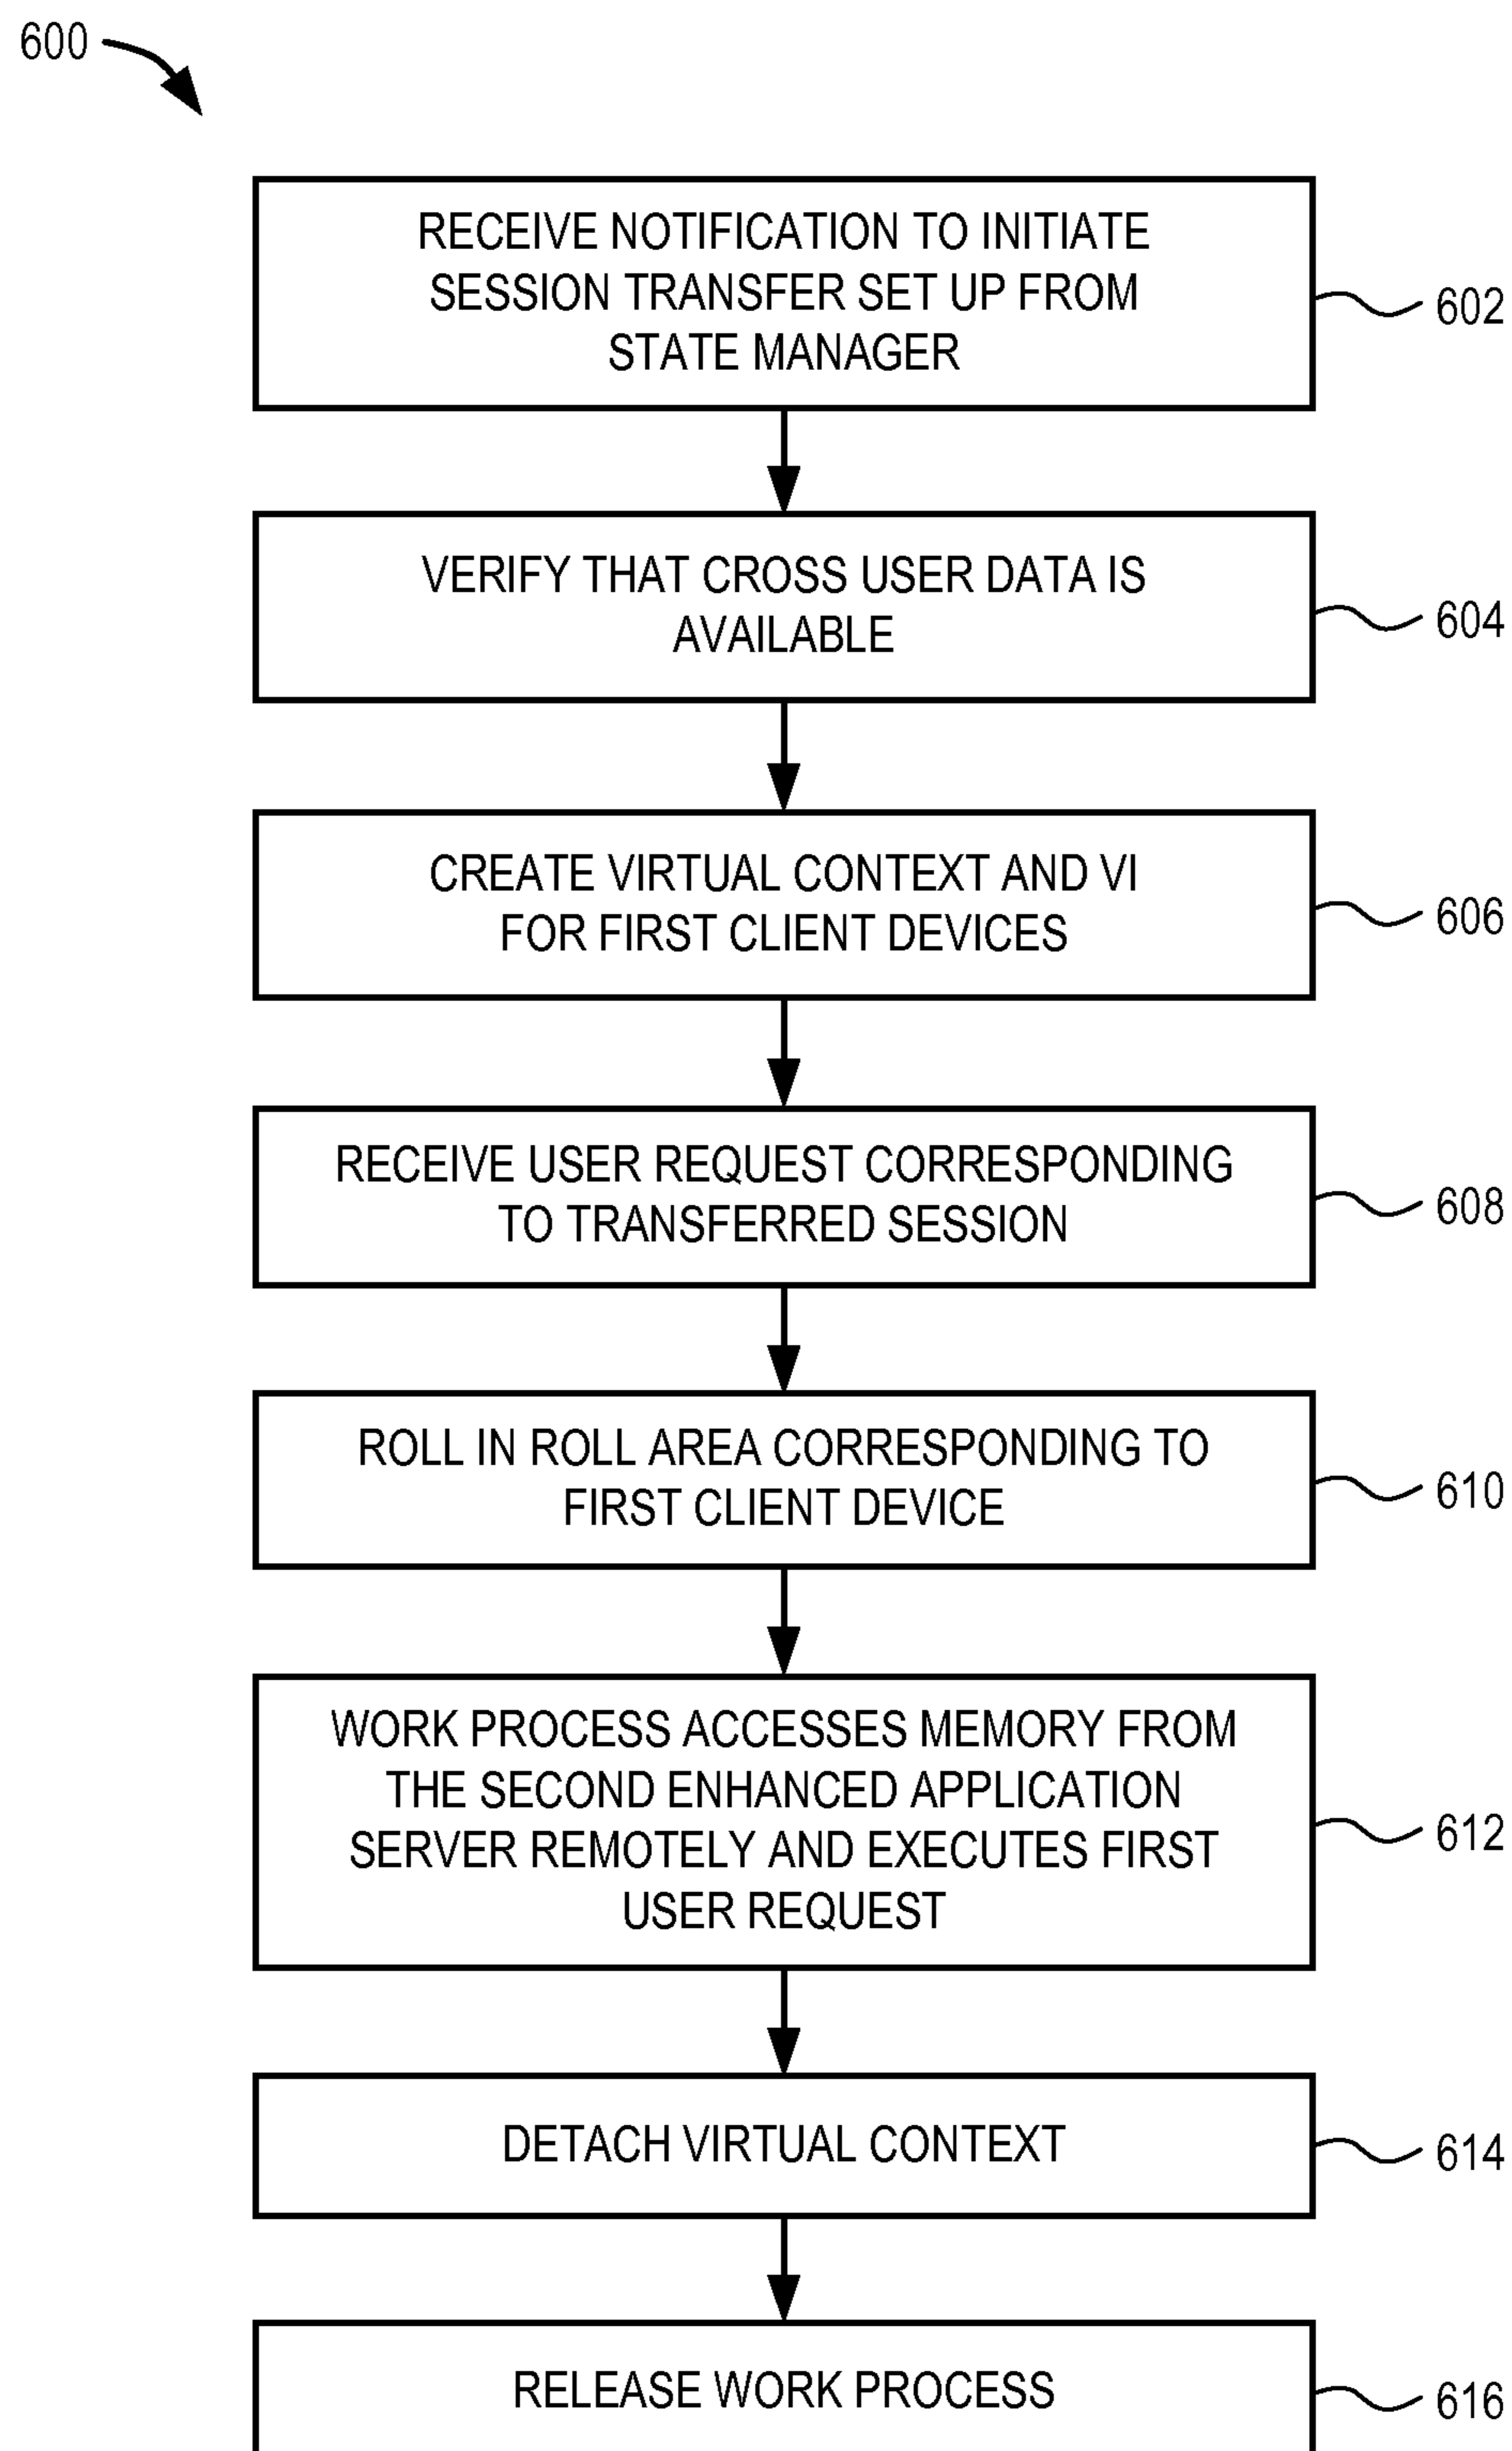 600
RECEIVE NOTIFICATION TO INITIATE
SESSION TRANSFER SET UP FROM
STATE MANAGER
602
VERIFY THAT CROSS USER DATA IS
AVAILABLE
604
CREATE VIRTUAL CONTEXT AND VI
FOR FIRST CLIENT DEVICES
606
RECEIVE USER REQUEST CORRESPONDING
TO TRANSFERRED SESSION
608
ROLL IN ROLL AREA CORRESPONDING TO
FIRST CLIENT DEVICE
610
WORK PROCESS ACCESSES MEMORY FROM
THE SECOND ENHANCED APPLICATION
SERVER REMOTELY AND EXECUTES FIRST
USER REQUEST
612
DETACH VIRTUAL CONTEXT
614
RELEASE WORK PROCESS
616